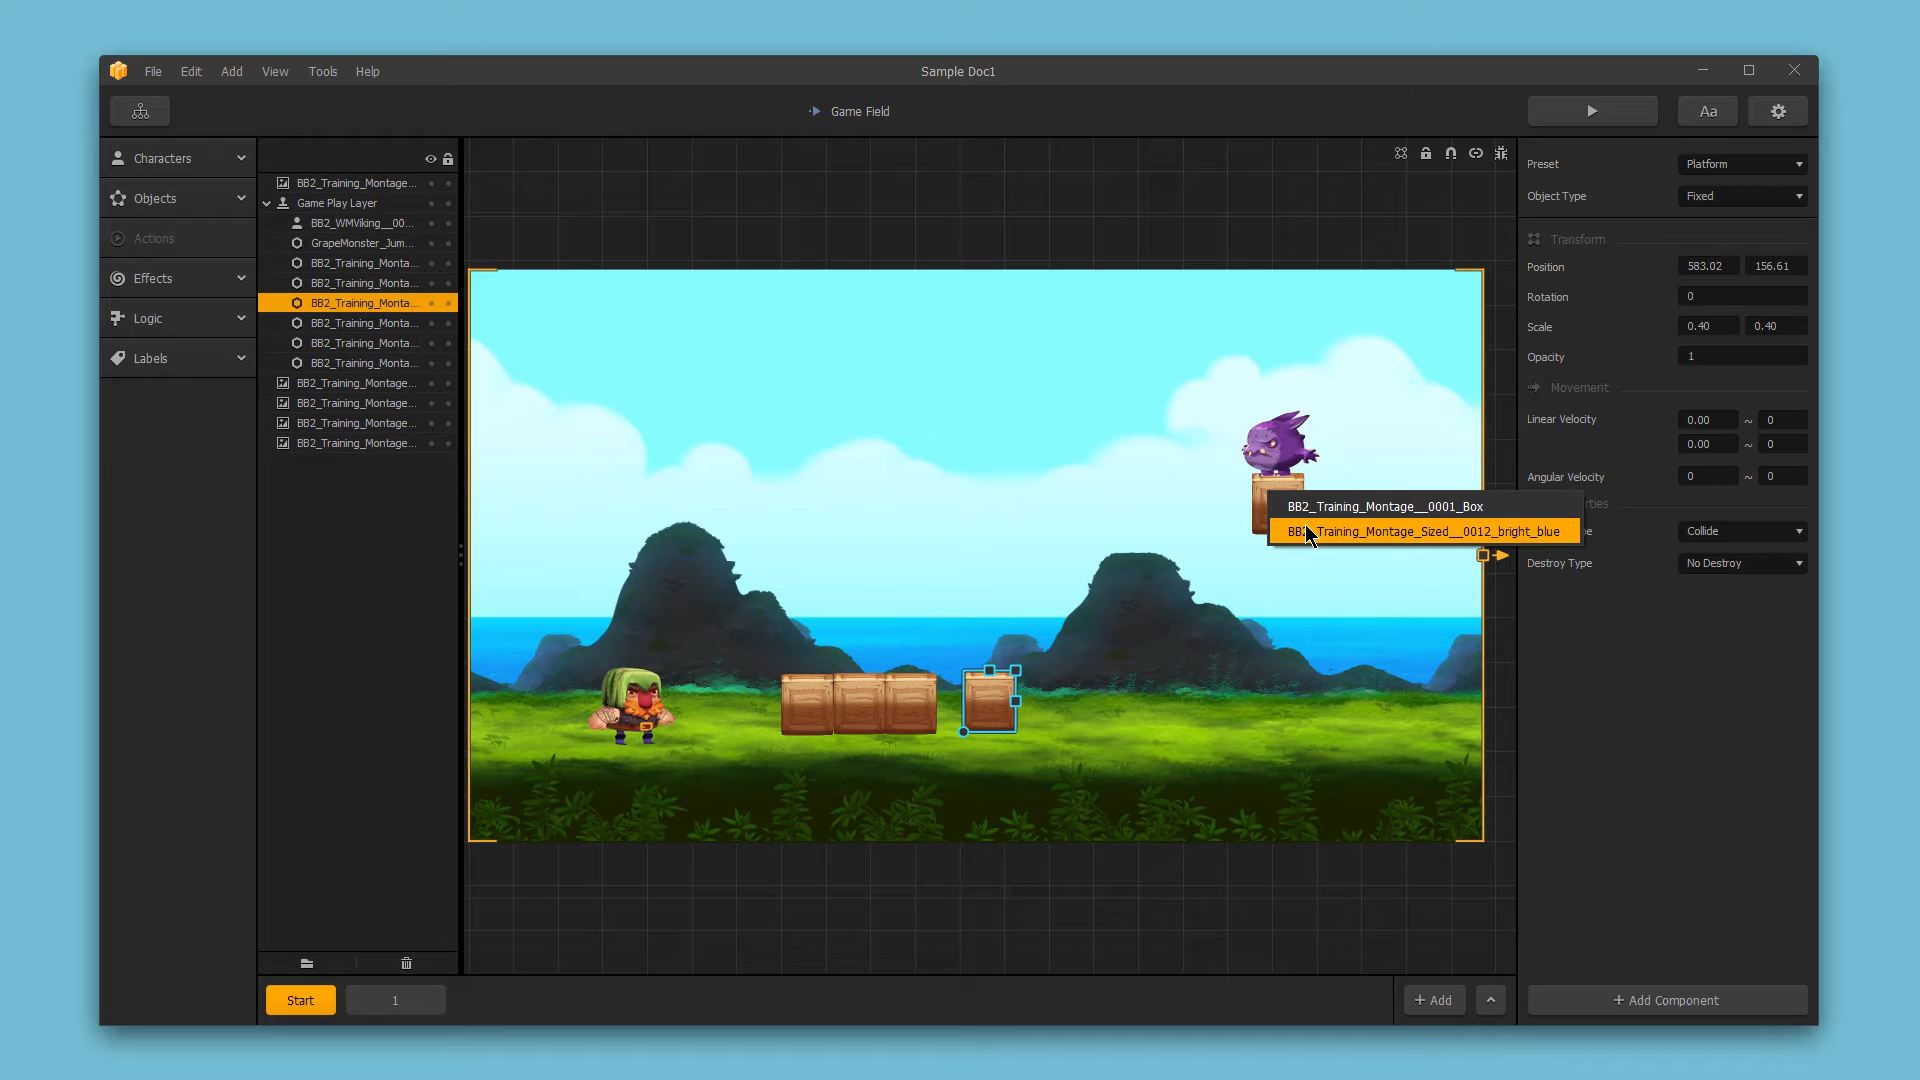 File Edit Add View Tools Help
Sample Doc1
Game Field
Aa
Characters
Objects
Actions
Effects
Logic
Labels
BB2_Training_Montage...
Game Play Layer
BB2_WMViking__00...
GrapeMonster_Jum...
BB2_Training_Monta...
BB2_Training_Monta...
BB2_Training_Monta...
BB2_Training_Monta...
BB2_Training_Monta...
BB2_Training_Monta...
BB2_Training_Montage...
BB2_Training_Montage...
BB2_Training_Montage...
BB2_Training_Montage...
BB2_Training_Montage__0001_Box
BB2_Training_Montage_Sized__0012_bright_blue
Preset Platform
Object Type Fixed
Transform
Position 583.02 156.61
Rotation 0
Scale 0.40 0.40
Opacity 1
Movement
Linear Velocity 0.00 ~ 0
0.00 ~ 0
Angular Velocity 0 ~ 0
Collide
Destroy Type No Destroy
Start 1
+ Add
+ Add Component